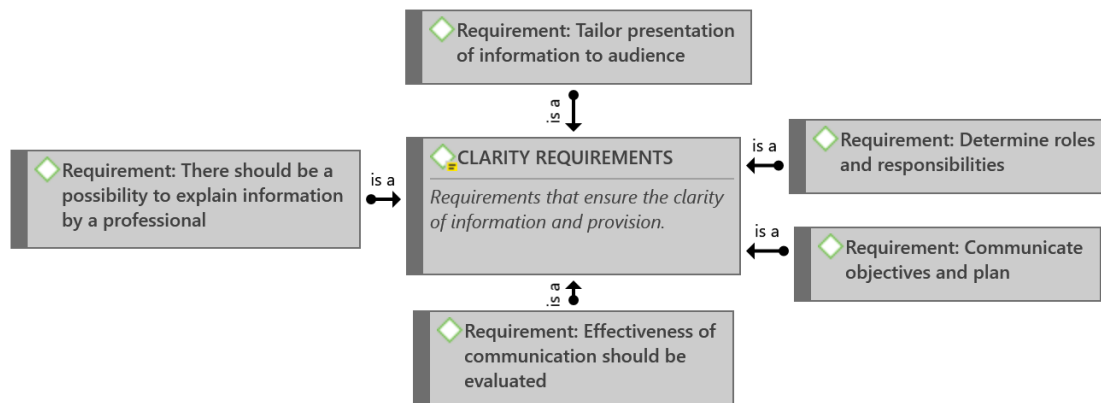 Requirement: Tailor presentation
of information to audience
is a
Requirement: There should be a
possibility to explain information
by a professional
is a
CLARITY REQUIREMENTS
Requirements that ensure the clarity
of information and provision.
is a
Requirement: Determine roles
and responsibilities
is a
Requirement: Communicate
objectives and plan
is a
Requirement: Effectiveness of
communication should be
evaluated